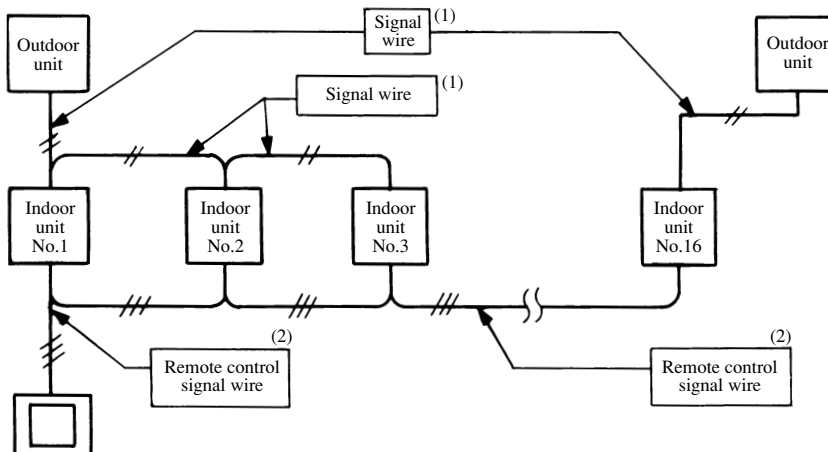 Outdoor
unit
Signal
wire
(1)
Outdoor
unit
Signal wire
(1)
Indoor
unit
No.1
Indoor
unit
No.2
Indoor
unit
No.3
Indoor
unit
No.16
(2)
Remote control
signal wire
(2)
Remote control
signal wire